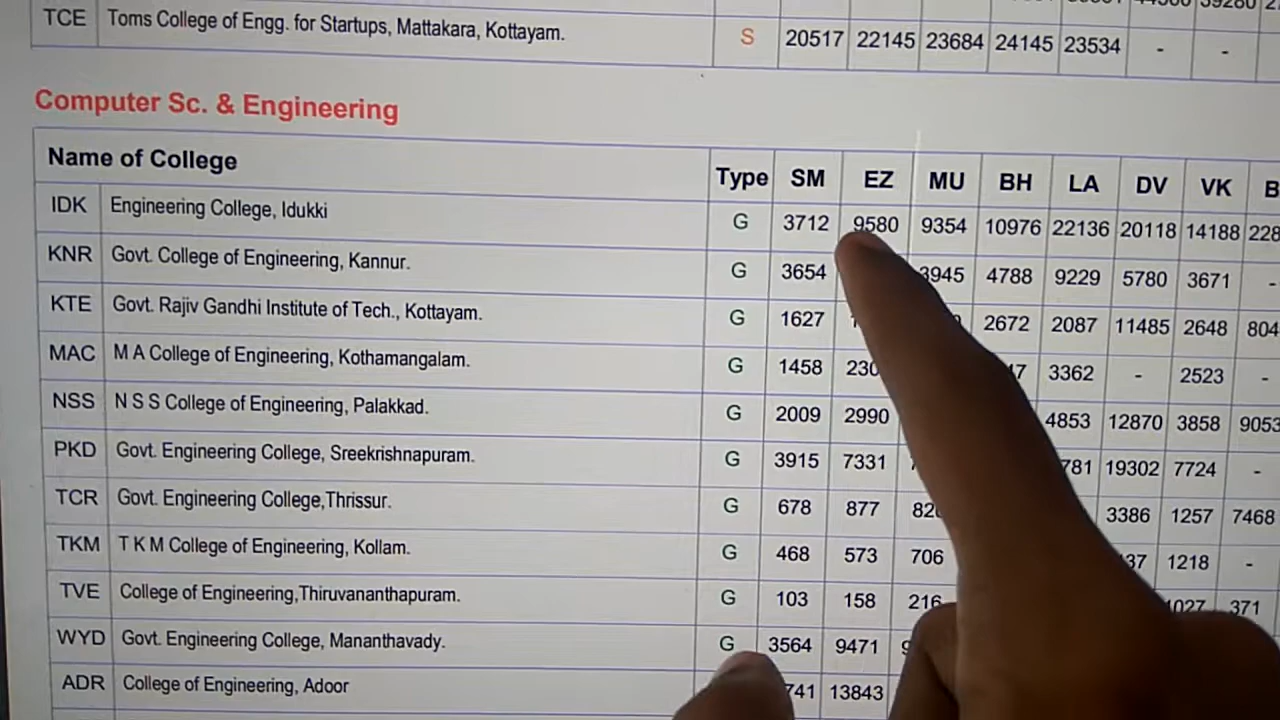 TCE Toms College of Engg. for Startups, Mattakara, Kottayam. S 20517 22145 23684 24145 23534 - -
Computer Sc. & Engineering
Name of College Type SM EZ MU BH LA DV VK
IDK Engineering College, Idukki G 3712 9580 9354 10976 22136 20118 14188
KNR Govt. College of Engineering, Kannur. G 3654 3945 4788 9229 5780 3671 -
KTE Govt. Rajiv Gandhi Institute of Tech., Kottayam. G 1627 2672 2087 11485 2648 804
MAC M A College of Engineering, Kothamangalam. G 1458 3362 - 2523 -
NSS N S S College of Engineering, Palakkad. G 2009 2990 4853 12870 3858 9053
PKD Govt. Engineering College, Sreekrishnapuram. G 3915 7331 19302 7724 -
TCR Govt. Engineering College,Thrissur. G 678 877 3386 1257 7468
TKM T K M College of Engineering, Kollam. G 468 573 706 1218 -
TVE College of Engineering,Thiruvananthapuram. G 103 158 216 1027 371
WYD Govt. Engineering College, Mananthavady. G 3564 9471
ADR College of Engineering, Adoor 13843